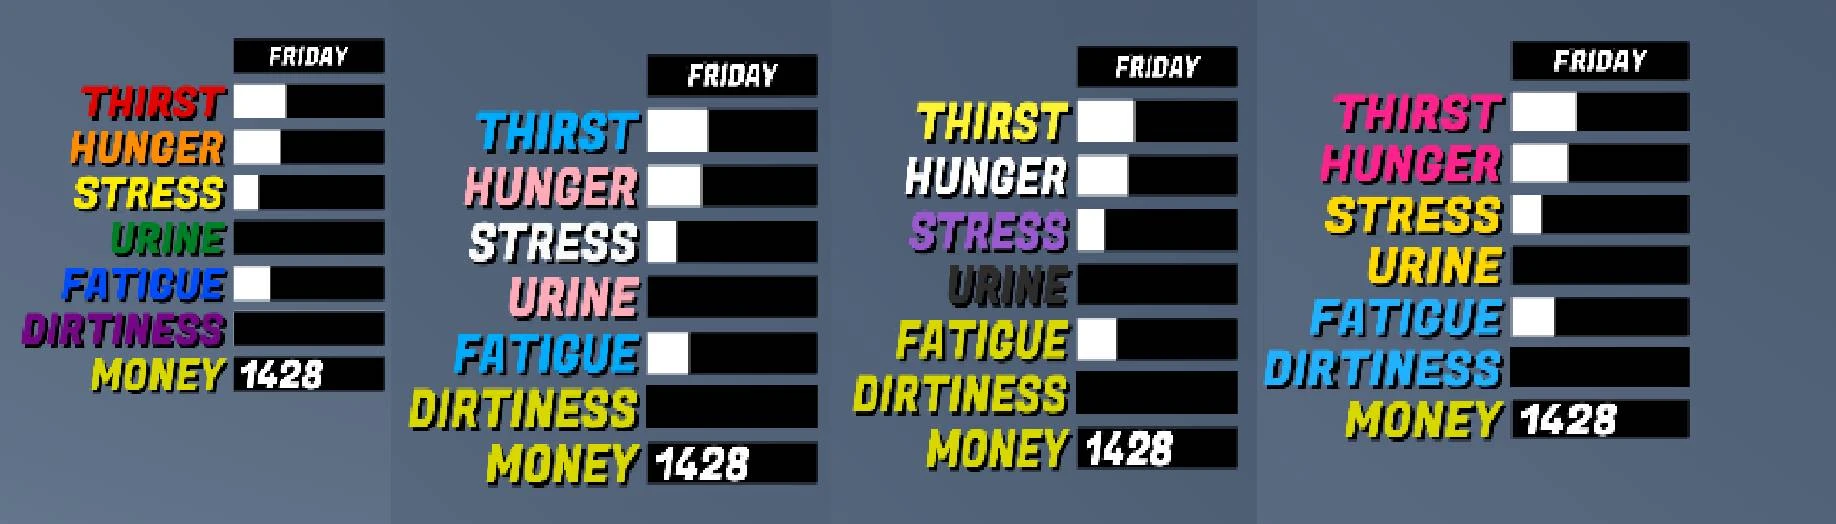 FRIDAY
THIRST
HUNGER
STRESS
URINE
FATIGUE
DIRTINESS
MONEY 1428
FRIDAY
THIRST
HUNGER
STRESS
URINE
FATIGUE
DIRTINESS
MONEY 1428
FRIDAY
THIRST
HUNGER
STRESS
URINE
FATIGUE
DIRTINESS
MONEY 1428
FRIDAY
THIRST
HUNGER
STRESS
URINE
FATIGUE
DIRTINESS
MONEY 1428